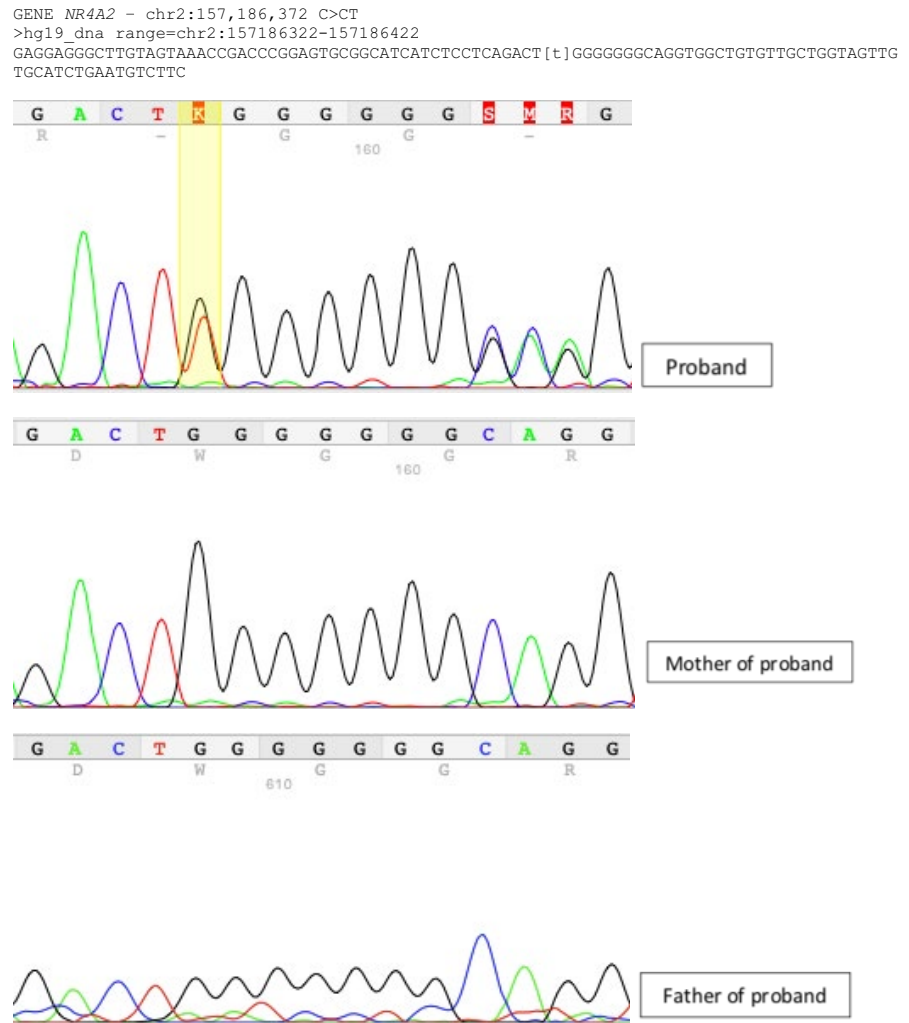 GENE NR4A2 – chr2:157,186,372 C>CT
>hg19_dna range=chr2:157186322-157186422
GAGGAGGGCTTGTAGTAAACCGACCCGGAGTGCGGCATCATCTCCTCAGACT[t]GGGGGGGCAGGTGGCTGTGTTGCTGGTAGTTG
TGCATCTGAATGTCTTC
G A C T K G G G G G G S M R G
R – G G –
160
Proband
G A C T G G G G G G G C A G G
D W G G R
160
Mother of proband
G A C T G G G G G G G C A G G
D W G G R
610
Father of proband